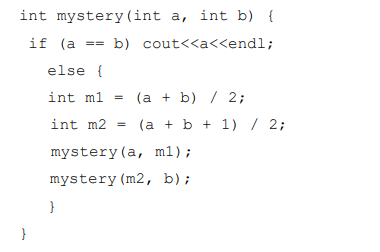 int mystery(int a, int b) {
if (a == b) cout<<a<<endl;
else {
int m1 = (a + b) / 2;
int m2 = (a + b + 1) / 2;
mystery(a, m1);
mystery(m2, b);
}
}